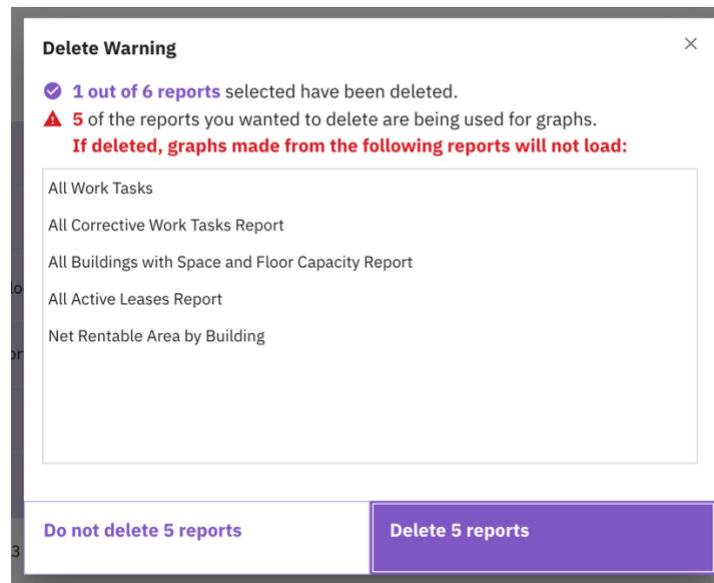 Delete Warning
1 out of 6 reports selected have been deleted.
5 of the reports you wanted to delete are being used for graphs.
If deleted, graphs made from the following reports will not load:
All Work Tasks
All Corrective Work Tasks Report
All Buildings with Space and Floor Capacity Report
All Active Leases Report
Net Rentable Area by Building
Do not delete 5 reports
Delete 5 reports
3